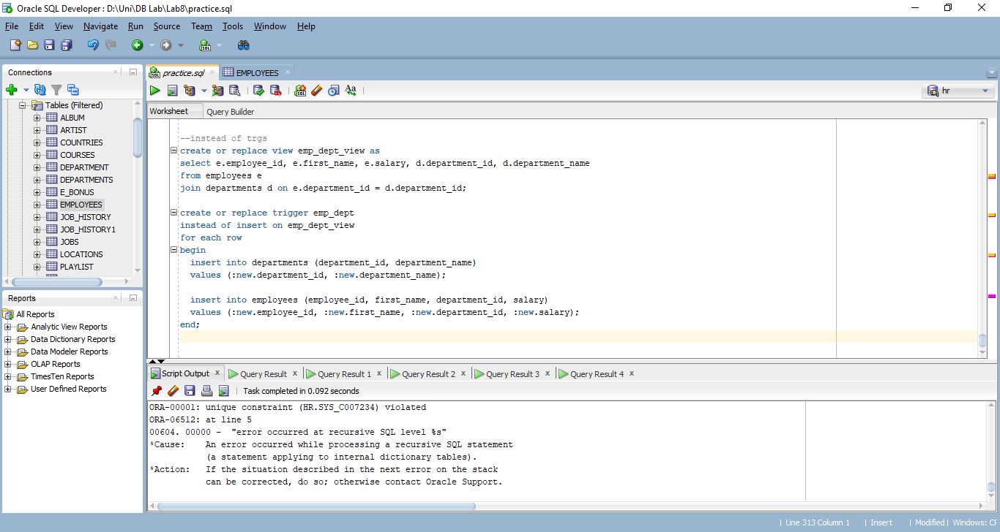 Oracle SQL Developer : D:\Uni\DB Lab\Lab8\practice.sql
File Edit View Navigate Run Source Team Tools Window Help
Connections
Tables (Filtered)
ALBUM
ARTIST
COUNTRIES
COURSES
DEPARTMENT
DEPARTMENTS
E_BONUS
EMPLOYEES
JOB_HISTORY
JOB_HISTORY1
JOBS
LOCATIONS
PLAYLIST
Reports
All Reports
Analytic View Reports
Data Dictionary Reports
Data Modeler Reports
OLAP Reports
TimesTen Reports
User Defined Reports
practice.sql EMPLOYEES
hr
Worksheet Query Builder
--instead of trgs
create or replace view emp_dept_view as
select e.employee_id, e.first_name, e.salary, d.department_id, d.department_name
from employees e
join departments d on e.department_id = d.department_id;
create or replace trigger emp_dept
instead of insert on emp_dept_view
for each row
begin
insert into departments (department_id, department_name)
values (:new.department_id, :new.department_name);
insert into employees (employee_id, first_name, department_id, salary)
values (:new.employee_id, :new.first_name, :new.department_id, :new.salary);
end;
Script Output Query Result Query Result 1 Query Result 2 Query Result 3 Query Result 4
Task completed in 0.092 seconds
ORA-00001: unique constraint (HR.SYS_C007234) violated
ORA-06512: at line 5
00604. 00000 - "error occurred at recursive SQL level %s"
*Cause: An error occurred while processing a recursive SQL statement
(a statement applying to internal dictionary tables).
*Action: If the situation described in the next error on the stack
can be corrected, do so; otherwise contact Oracle Support.
Line 313 Column 1 Insert Modified Windows: